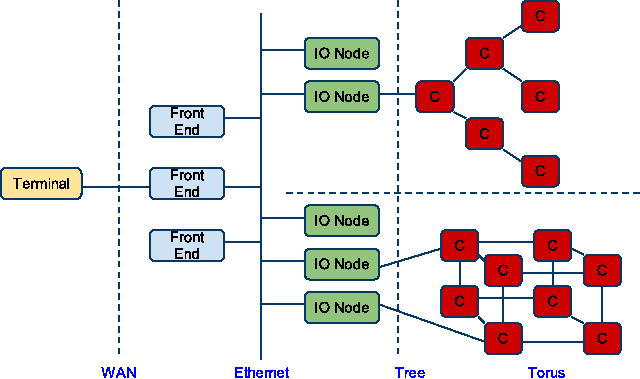 C
IO Node
C
IO Node
C
C
Front
End
C
C
Terminal
Front
End
IO Node
Front
End
C
C
IO Node
C
C
C
C
IO Node
C
C
WAN
Ethernet
Tree
Torus